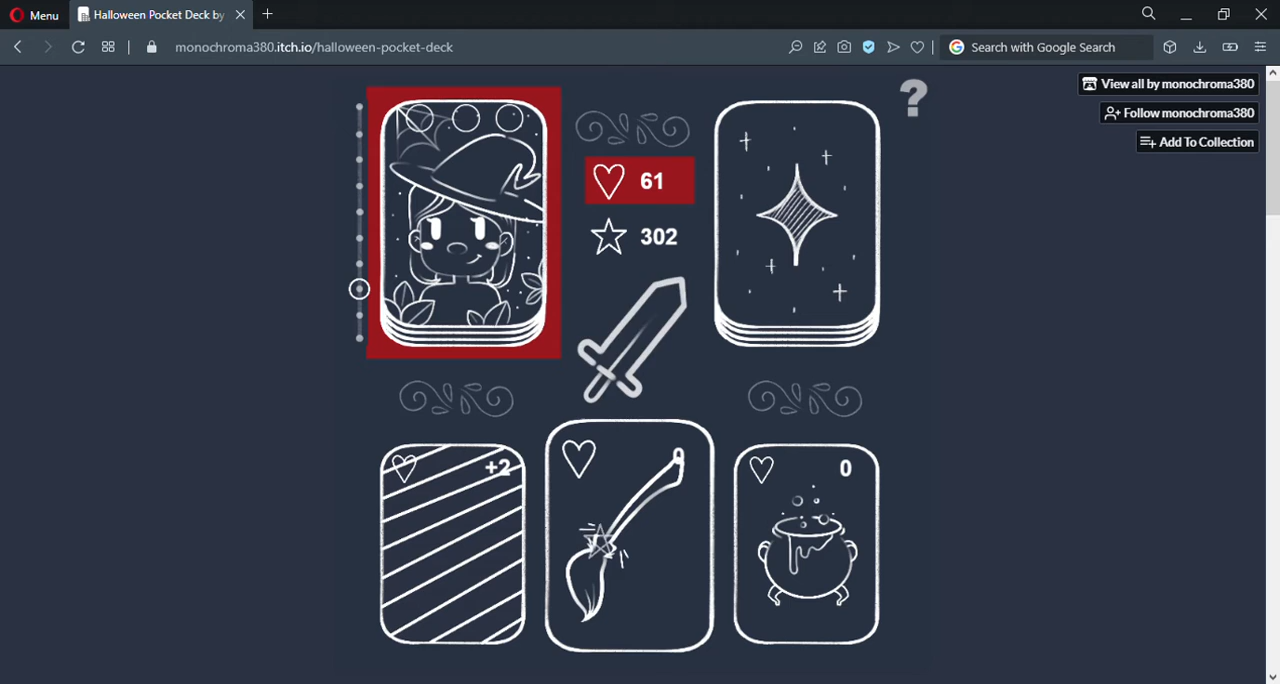 Menu
Halloween Pocket Deck by
monochroma380.itch.io/halloween-pocket-deck
Search with Google Search
View all by monochroma380
Follow monochroma380
Add To Collection
?
61
302
+2
0